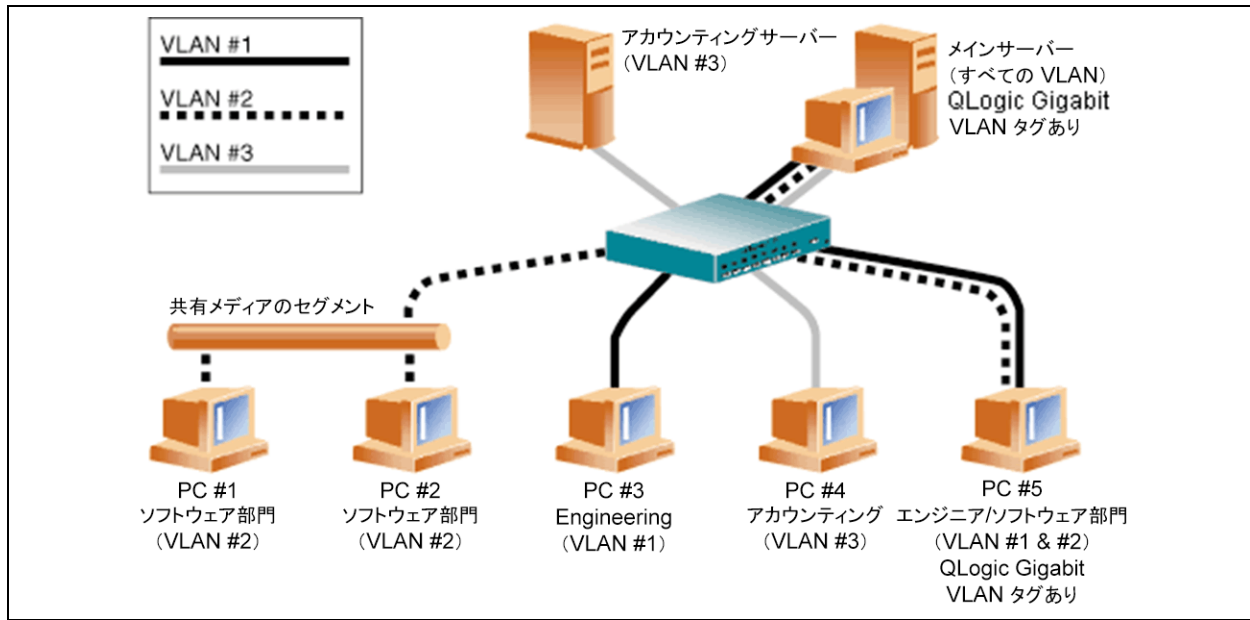 VLAN #1
VLAN #2
VLAN #3
アカウンティングサーバー
(VLAN #3)
メインサーバー
(すべての VLAN)
QLogic Gigabit
VLAN タグあり
共有メディアのセグメント
PC #1
ソフトウェア部門
(VLAN #2)
PC #2
ソフトウェア部門
(VLAN #2)
PC #3
Engineering
(VLAN #1)
PC #4
アカウンティング
(VLAN #3)
PC #5
エンジニア/ソフトウェア部門
(VLAN #1 & #2)
QLogic Gigabit
VLAN タグあり